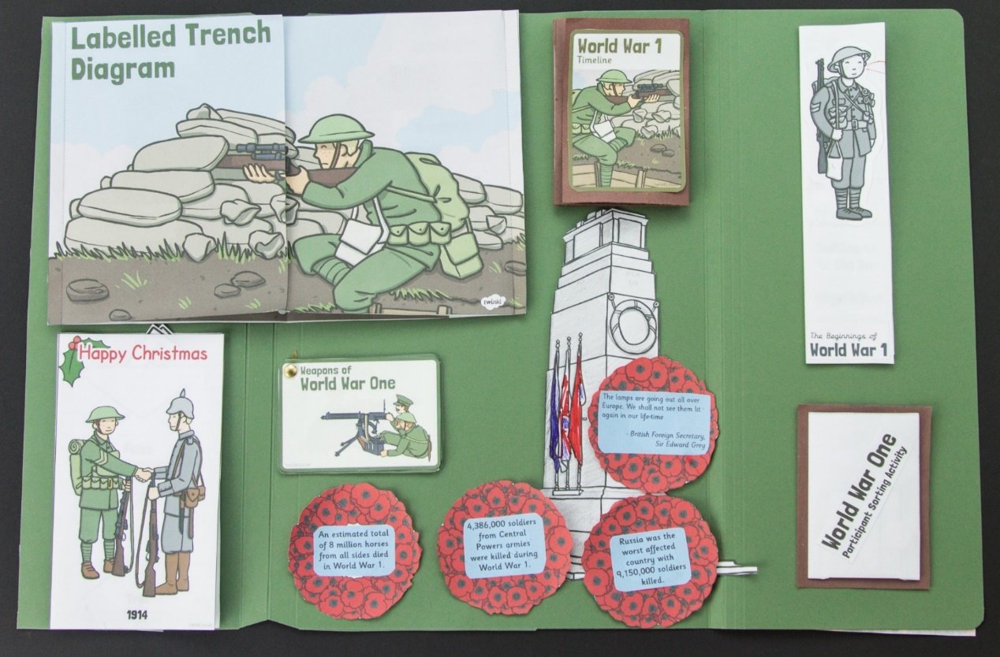 Labelled Trench
Diagram
twinkl
World War 1
Timeline
The Beginnings of
World War 1
Happy Christmas
1914
Weapons of
World War One
The lamps are going out all over
Europe. We shall not see them lit
again in our life-time
- British Foreign Secretary,
Sir Edward Grey
An estimated total
of 8 million horses
from all sides died
in World War 1.
4,386,000 soldiers
from Central
Powers armies
were killed during
World War 1.
Russia was the
worst affected
country with
9,150,000 soldiers
killed.
World War One
Participant Sorting Activity